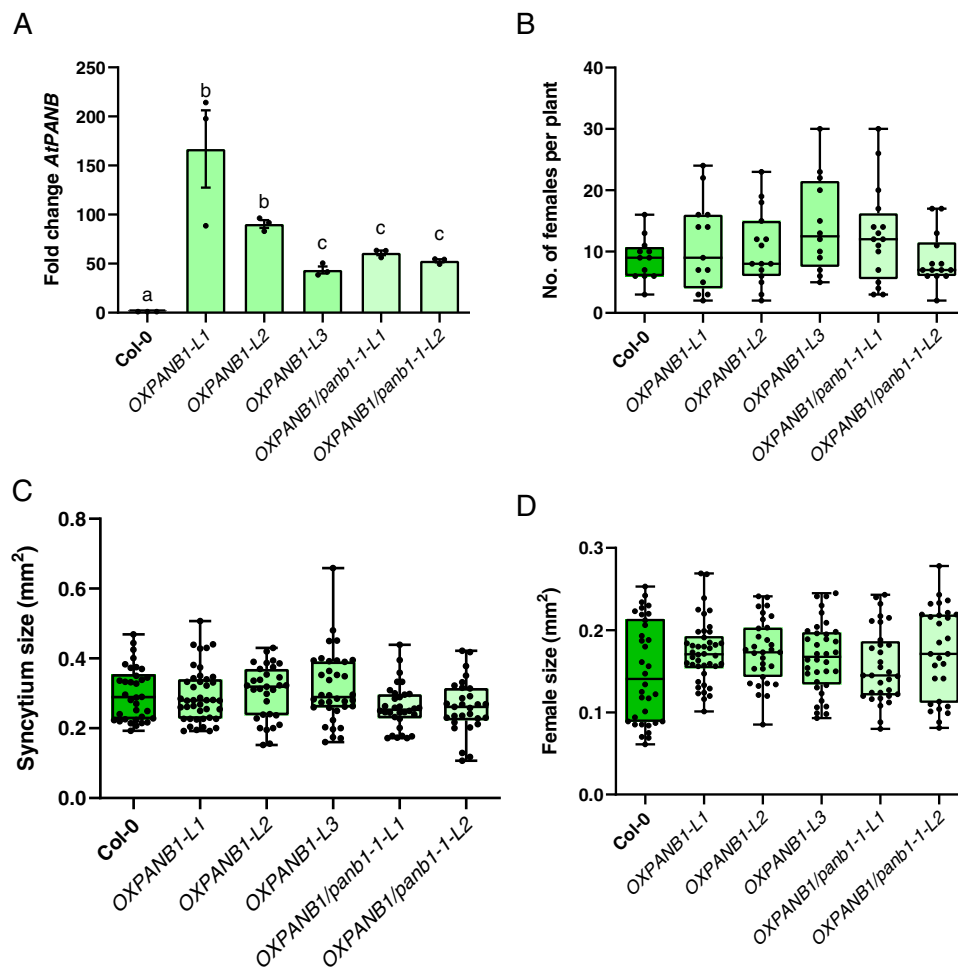 A
Fold change AtPANB
250
200
150
100
50
0
a
b
b
c
c
c
Col-0
OXPANB1-L1
OXPANB1-L2
OXPANB1-L3
OXPANB1/panb1-1-L1
OXPANB1/panb1-1-L2
B
No. of females per plant
40
30
20
10
0
Col-0
OXPANB1-L1
OXPANB1-L2
OXPANB1-L3
OXPANB1/panb1-1-L1
OXPANB1/panb1-1-L2
C
Syncytium size (mm²)
0.8
0.6
0.4
0.2
0.0
Col-0
OXPANB1-L1
OXPANB1-L2
OXPANB1-L3
OXPANB1/panb1-1-L1
OXPANB1/panb1-1-L2
D
Female size (mm²)
0.3
0.2
0.1
0.0
Col-0
OXPANB1-L1
OXPANB1-L2
OXPANB1-L3
OXPANB1/panb1-1-L1
OXPANB1/panb1-1-L2